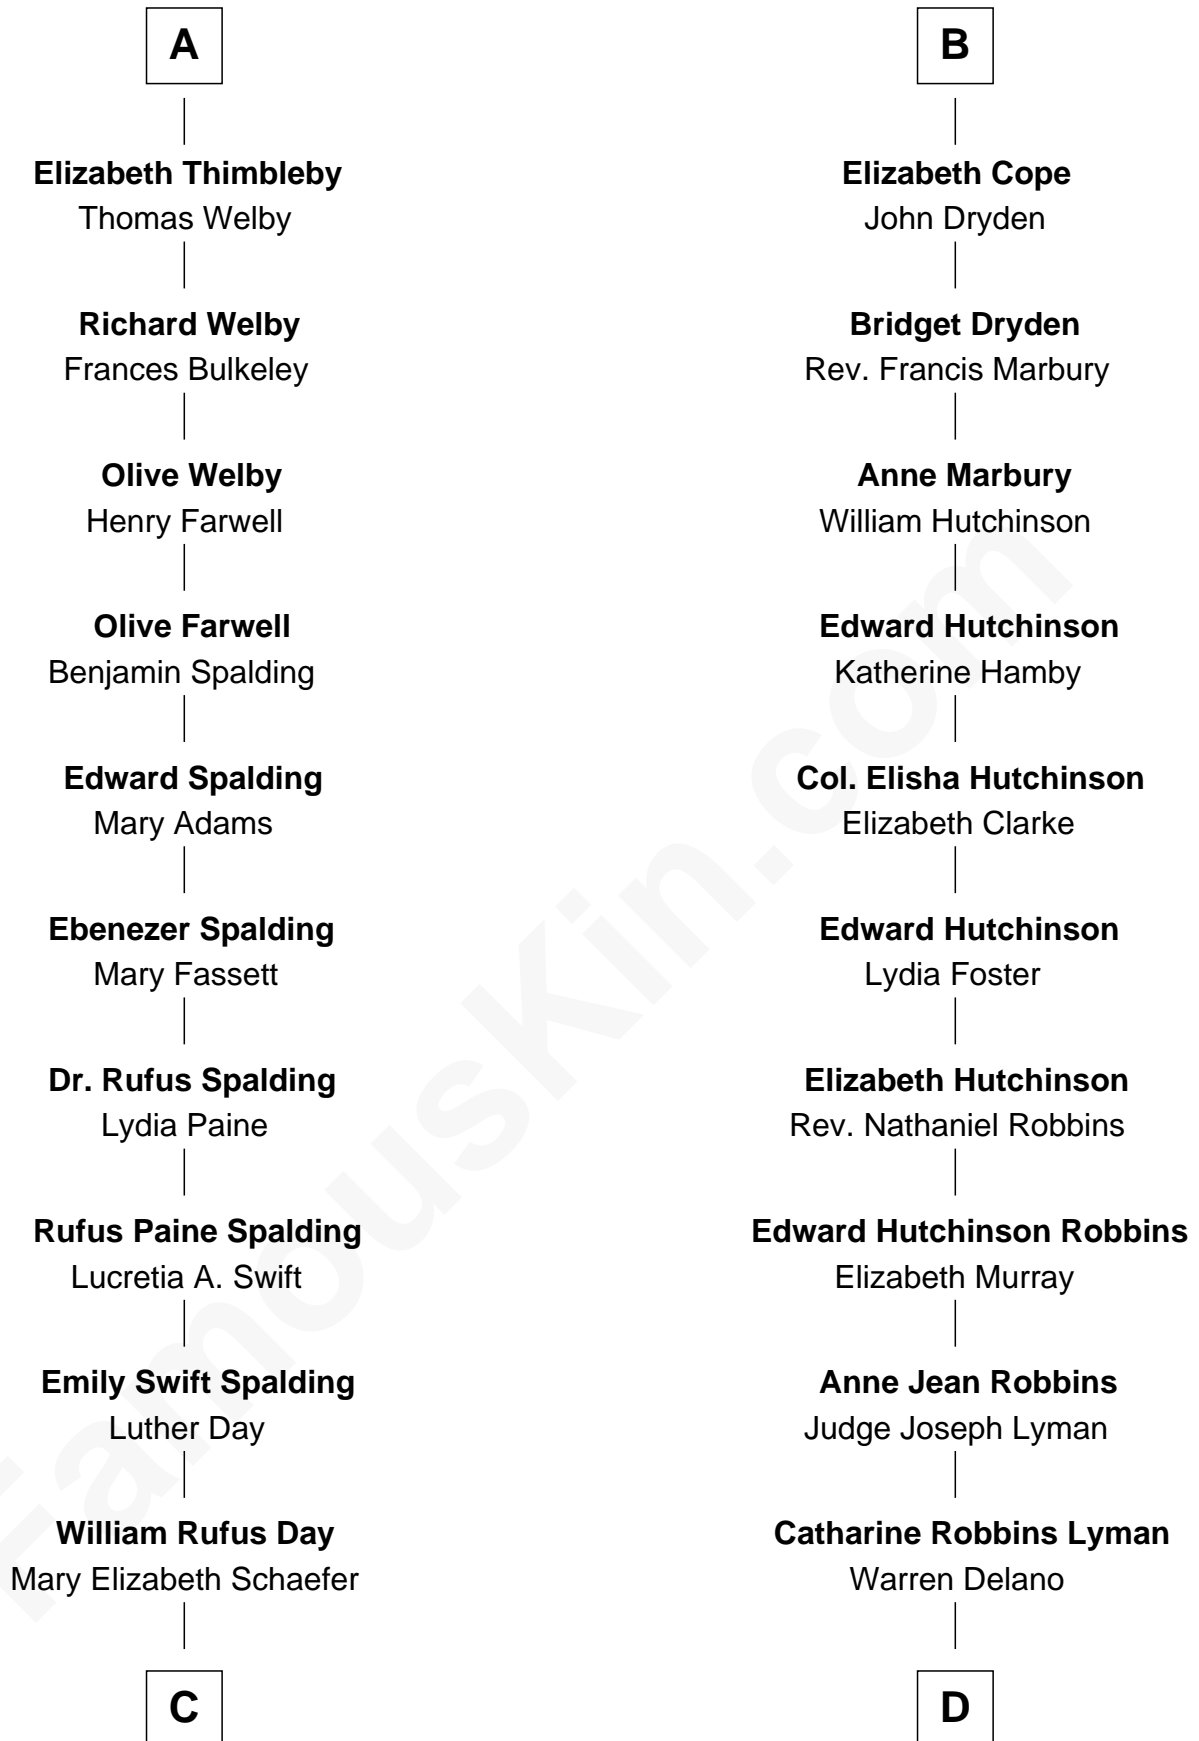 A
Elizabeth Thimbleby
Thomas Welby
Richard Welby
Frances Bulkeley
Olive Welby
Henry Farwell
Olive Farwell
Benjamin Spalding
Edward Spalding
Mary Adams
Ebenezer Spalding
Mary Fassett
Dr. Rufus Spalding
Lydia Paine
Rufus Paine Spalding
Lucretia A. Swift
Emily Swift Spalding
Luther Day
William Rufus Day
Mary Elizabeth Schaefer
C
B
Elizabeth Cope
John Dryden
Bridget Dryden
Rev. Francis Marbury
Anne Marbury
William Hutchinson
Edward Hutchinson
Katherine Hamby
Col. Elisha Hutchinson
Elizabeth Clarke
Edward Hutchinson
Lydia Foster
Elizabeth Hutchinson
Rev. Nathaniel Robbins
Edward Hutchinson Robbins
Elizabeth Murray
Anne Jean Robbins
Judge Joseph Lyman
Catharine Robbins Lyman
Warren Delano
D
FamousKin.com